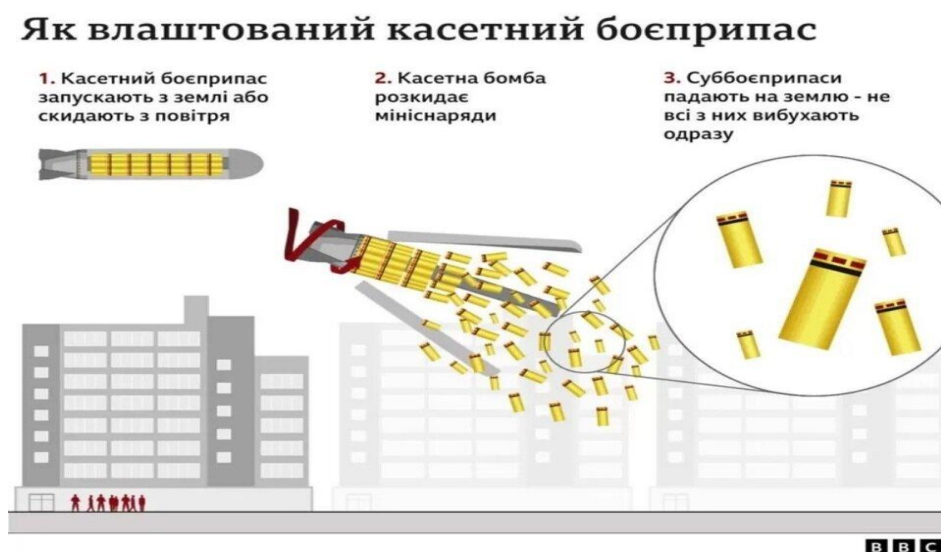 Як влаштований касетний боєприпас
1. Касетний боєприпас
запускають з землі або
скидають з повітря
2. Касетна бомба
розкидає
мініснаряди
3. Суббоєприпаси
падають на землю - не
всі з них вибухають
одразу
BBC